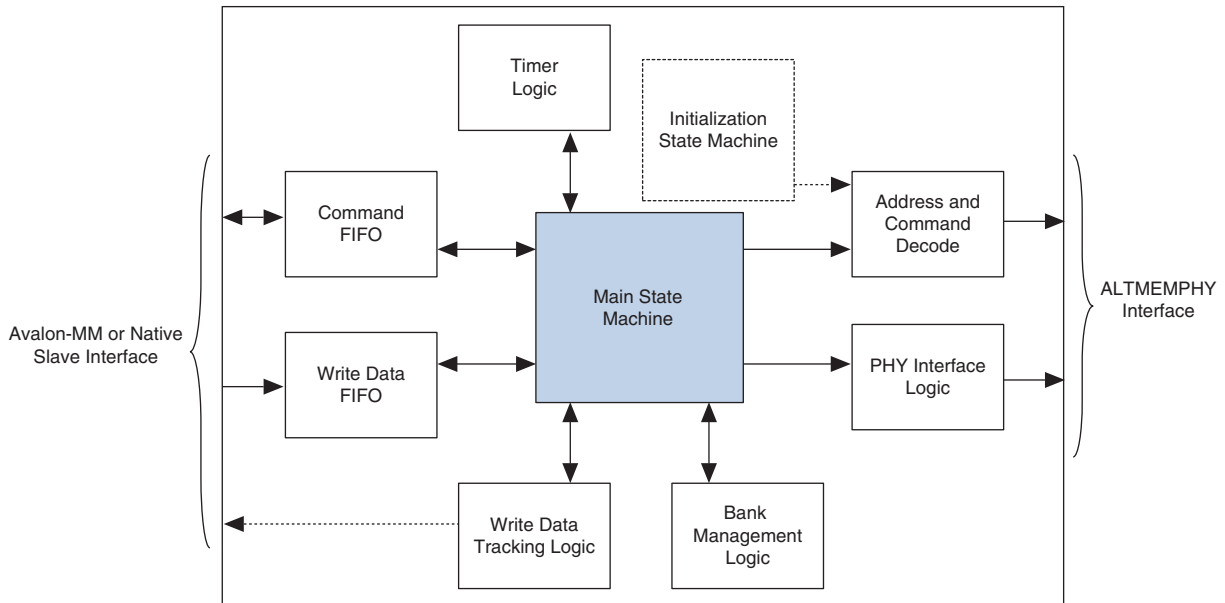 Timer
Logic
Initialization
State Machine
Command
FIFO
Address and
Command
Decode
Main State
Machine
Avalon-MM or Native
Slave Interface
ALTMEMPHY
Interface
Write Data
FIFO
PHY Interface
Logic
Write Data
Tracking Logic
Bank
Management
Logic